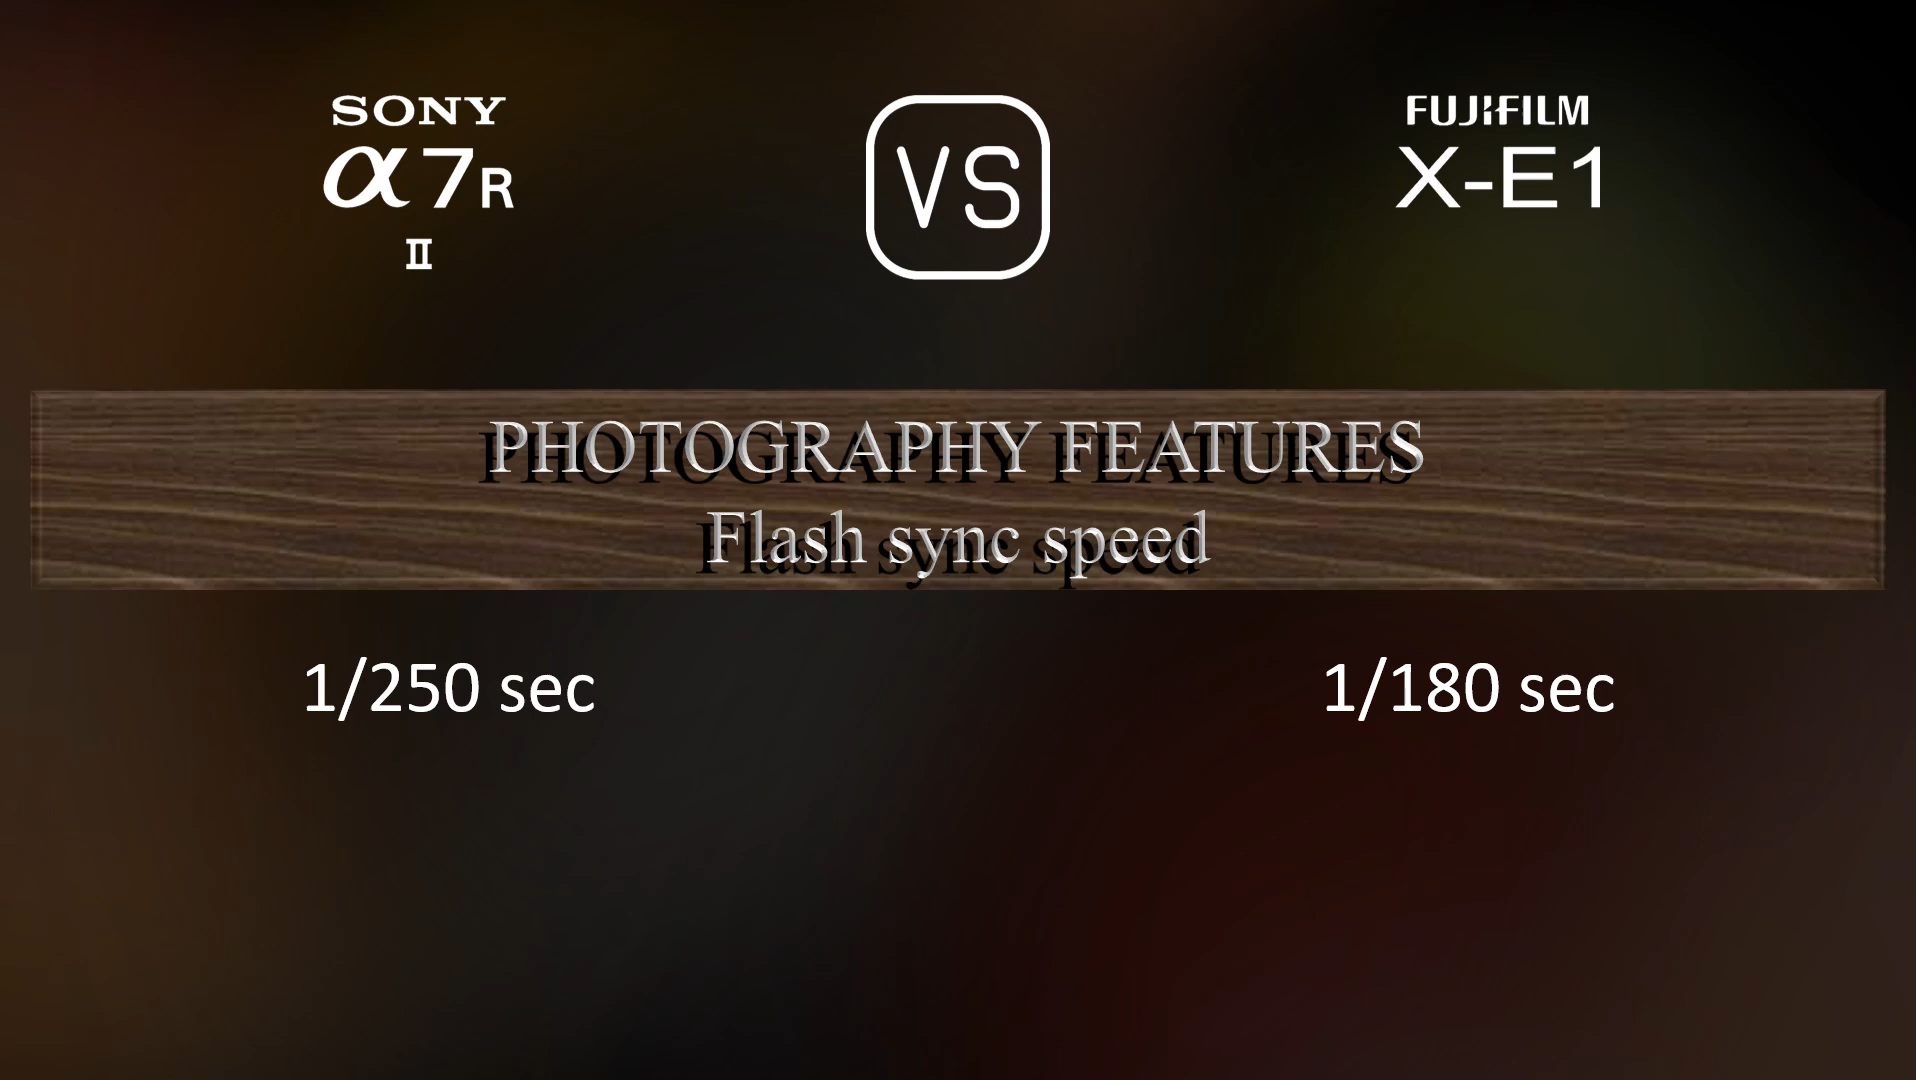 SONY
α7R
II
VS
FUJIFILM
X-E1
PHOTOGRAPHY FEATURES
Flash sync speed
1/250 sec
1/180 sec